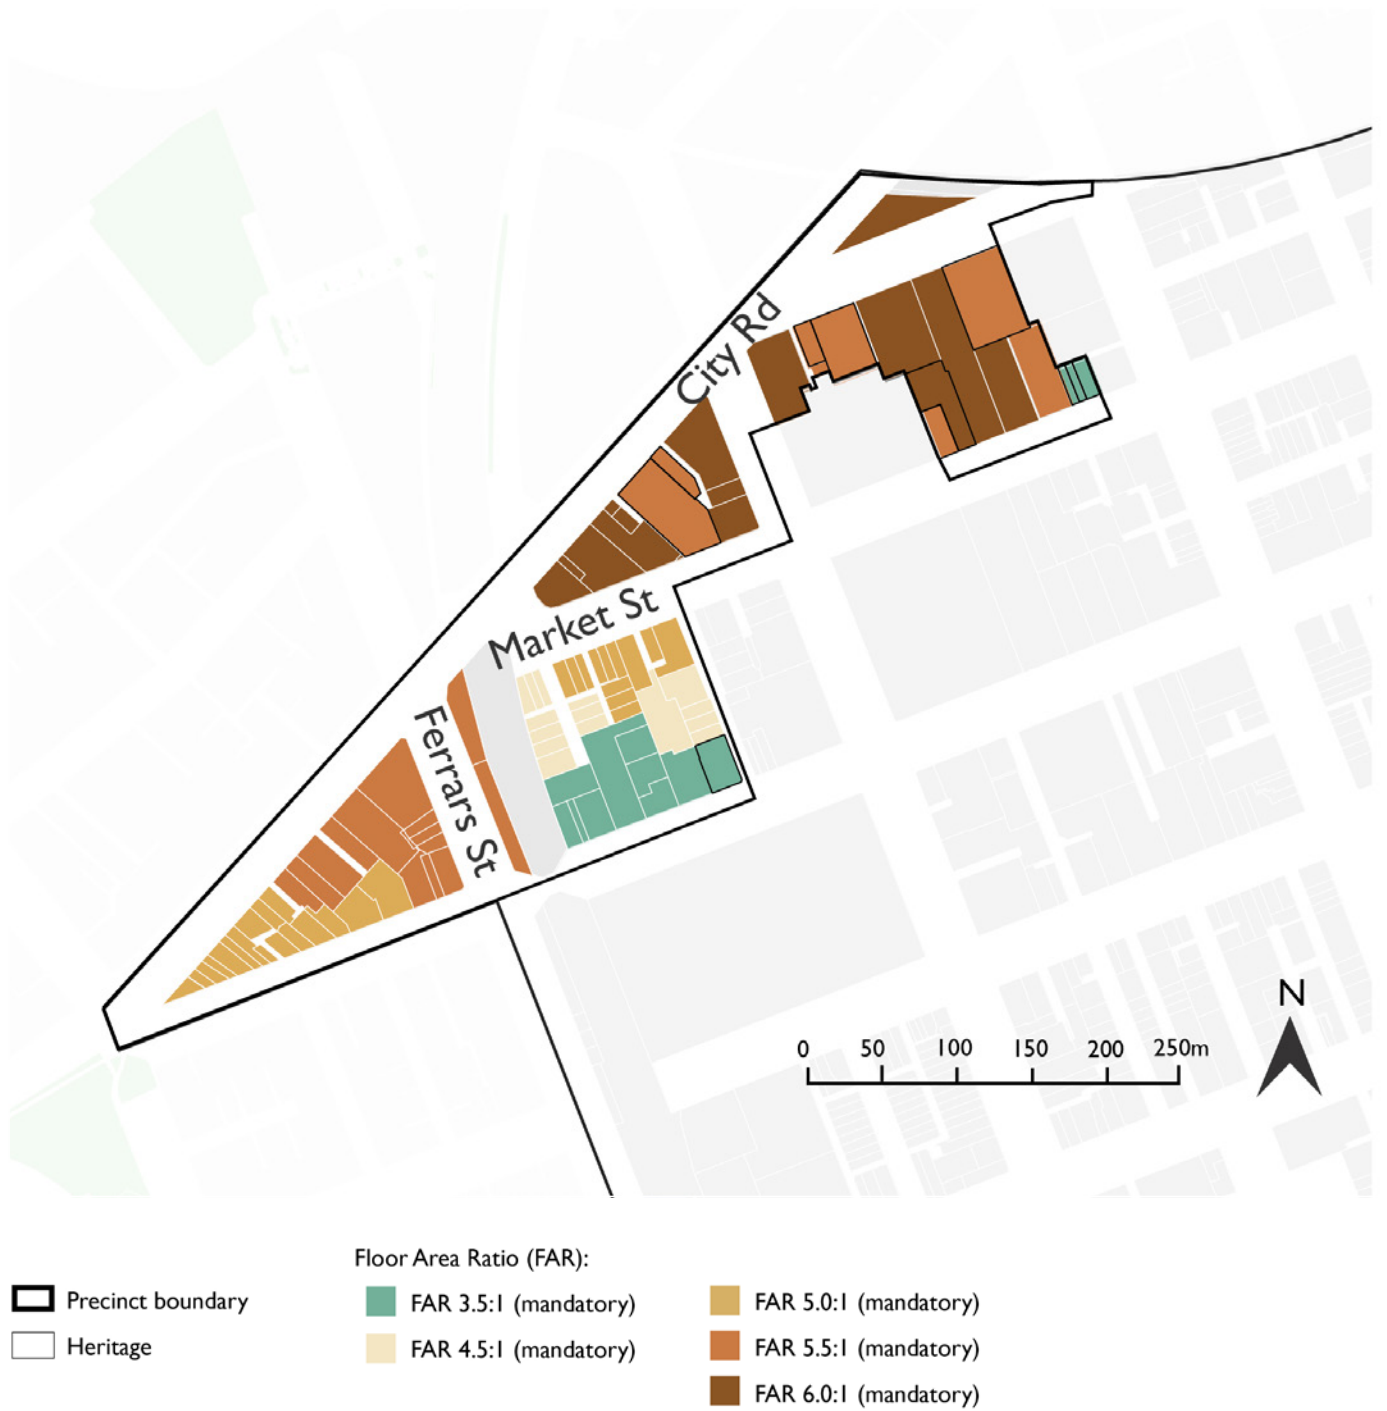 City Rd
Market St
Ferrars St
N
0 50 100 150 200 250m
Floor Area Ratio (FAR):
Precinct boundary
Heritage
FAR 3.5:1 (mandatory)
FAR 4.5:1 (mandatory)
FAR 5.0:1 (mandatory)
FAR 5.5:1 (mandatory)
FAR 6.0:1 (mandatory)